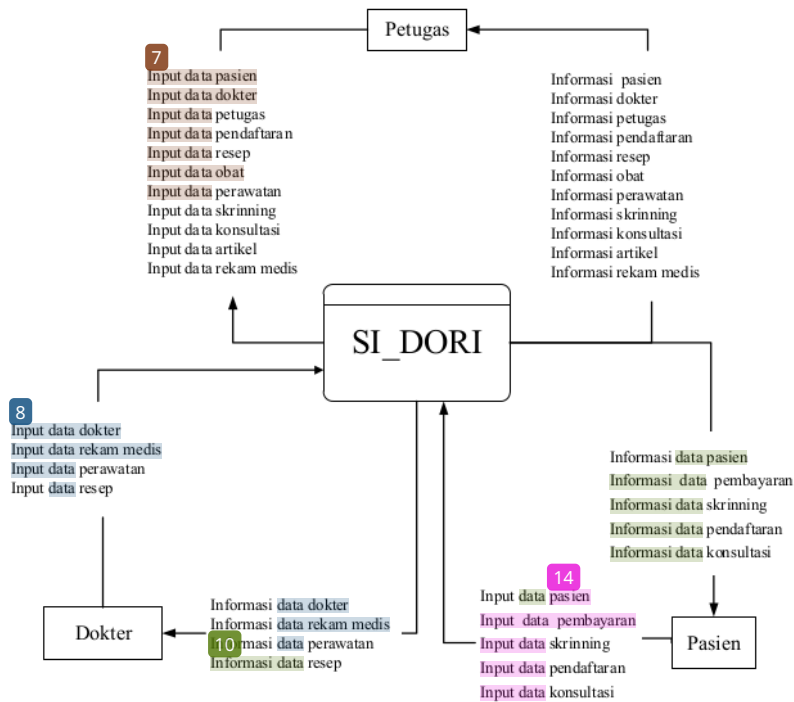 Petugas
7
Input data pasien
Input data dokter
Input data petugas
Input data pendaftaran
Input data resep
Input data obat
Input data perawatan
Input data skrinning
Input data konsultasi
Input data artikel
Input data rekam medis
Informasi pasien
Informasi dokter
Informasi petugas
Informasi pendaftaran
Informasi resep
Informasi obat
Informasi perawatan
Informasi skrinning
Informasi konsultasi
Informasi artikel
Informasi rekam medis
SI_DORI
8
Input data dokter
Input data rekam medis
Input data perawatan
Input data resep
Informasi data pasien
Informasi data pembayaran
Informasi data skrinning
Informasi data pendaftaran
Informasi data konsultasi
Dokter
Informasi data dokter
Informasi data rekam medis
10
Informasi data perawatan
Informasi data resep
14
Input data pasien
Input data pembayaran
Input data skrinning
Input data pendaftaran
Input data konsultasi
Pasien